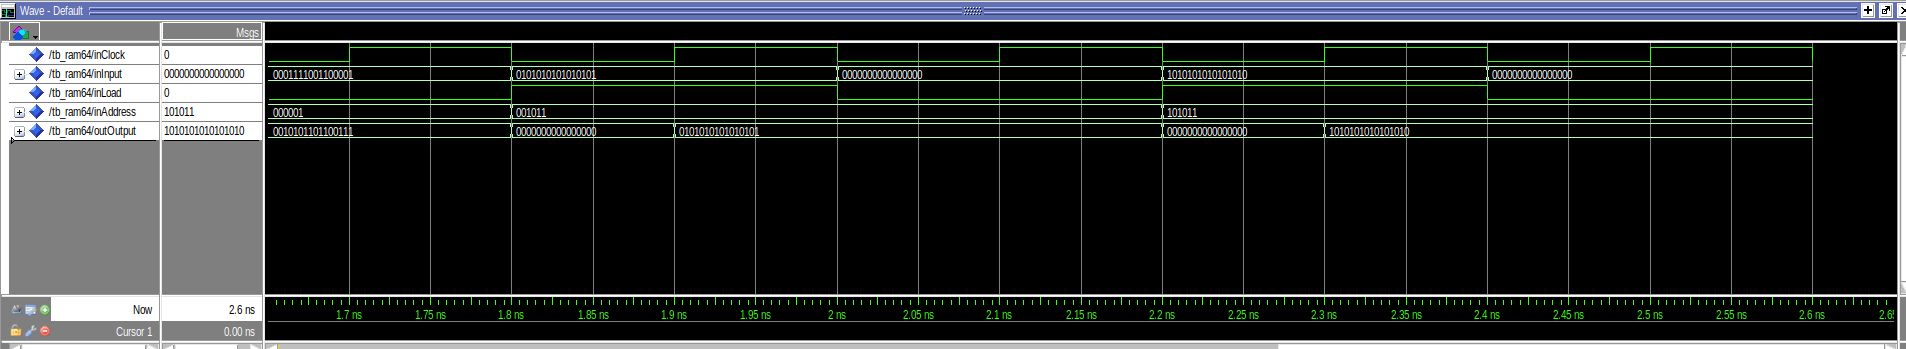 Wave - Default
Msgs
/tb_ram64/inClock 0
/tb_ram64/inInput 0000000000000000 0001111001100001 0101010101010101 0000000000000000 1010101010101010 0000000000000000
/tb_ram64/inLoad 0
/tb_ram64/inAddress 101011 000001 001011 101011
/tb_ram64/outOutput 1010101010101010 0010101101100111 0000000000000000 0101010101010101 0000000000000000 1010101010101010
Now 2.6 ns
1.7 ns 1.75 ns 1.8 ns 1.85 ns 1.9 ns 1.95 ns 2 ns 2.05 ns 2.1 ns 2.15 ns 2.2 ns 2.25 ns 2.3 ns 2.35 ns 2.4 ns 2.45 ns 2.5 ns 2.55 ns 2.6 ns
Cursor 1 0.00 ns